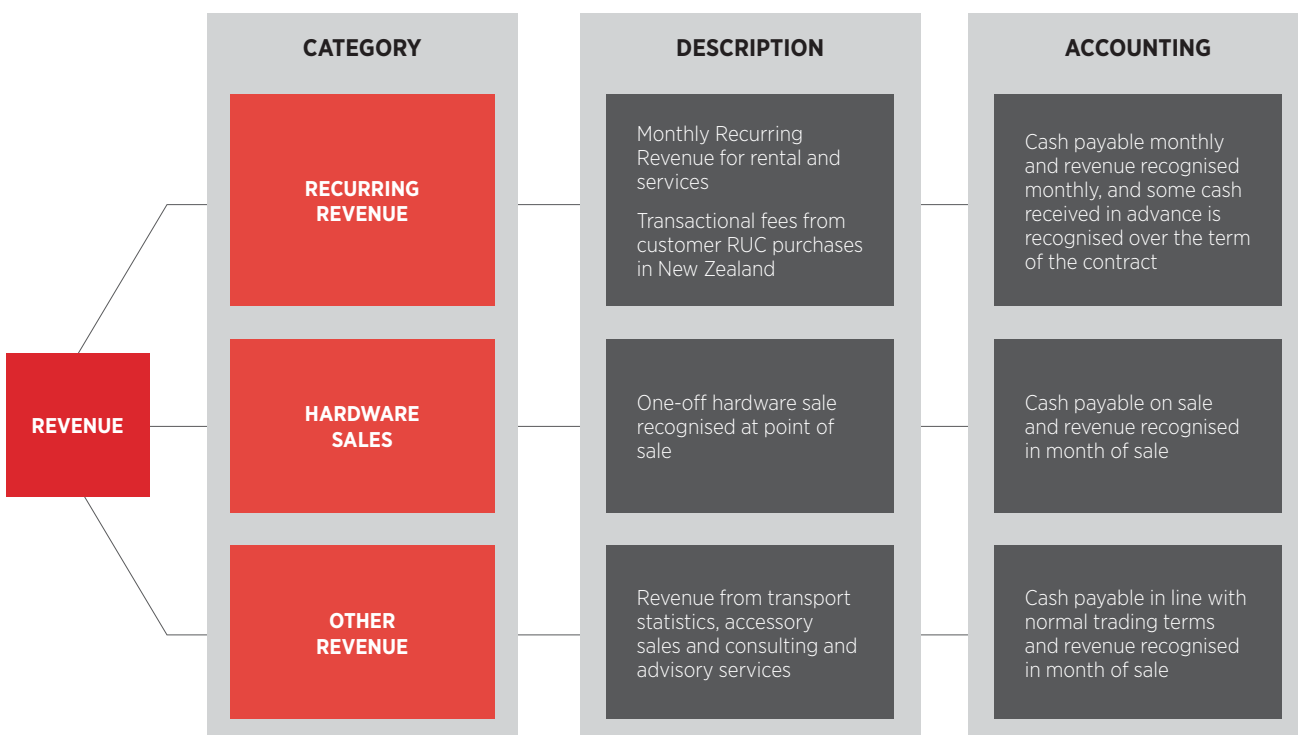 CATEGORY
DESCRIPTION
ACCOUNTING
REVENUE
RECURRING
REVENUE
Monthly Recurring
Revenue for rental and
services
Transactional fees from
customer RUC purchases
in New Zealand
Cash payable monthly
and revenue recognised
monthly, and some cash
received in advance is
recognised over the term
of the contract
HARDWARE
SALES
One-off hardware sale
recognised at point of
sale
Cash payable on sale
and revenue recognised
in month of sale
OTHER
REVENUE
Revenue from transport
statistics, accessory
sales and consulting and
advisory services
Cash payable in line with
normal trading terms
and revenue recognised
in month of sale